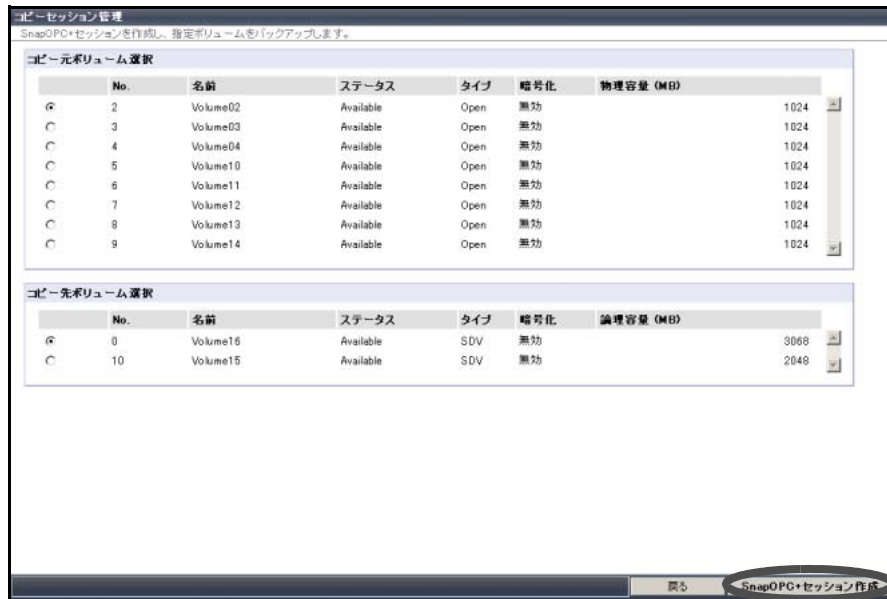 コピーセッション管理
SnapOPC+セッションを作成し、指定ボリュームをバックアップします。
コピー元ボリューム選択
No. 名前 ステータス タイプ 暗号化 物理容量 (MB)
2 Volume02 Available Open 無効 1024
3 Volume03 Available Open 無効 1024
4 Volume04 Available Open 無効 1024
5 Volume10 Available Open 無効 1024
6 Volume11 Available Open 無効 1024
7 Volume12 Available Open 無効 1024
8 Volume13 Available Open 無効 1024
9 Volume14 Available Open 無効 1024
コピー先ボリューム選択
No. 名前 ステータス タイプ 暗号化 論理容量 (MB)
0 Volume16 Available SDV 無効 3068
10 Volume15 Available SDV 無効 2048
戻る SnapOPC+セッション作成